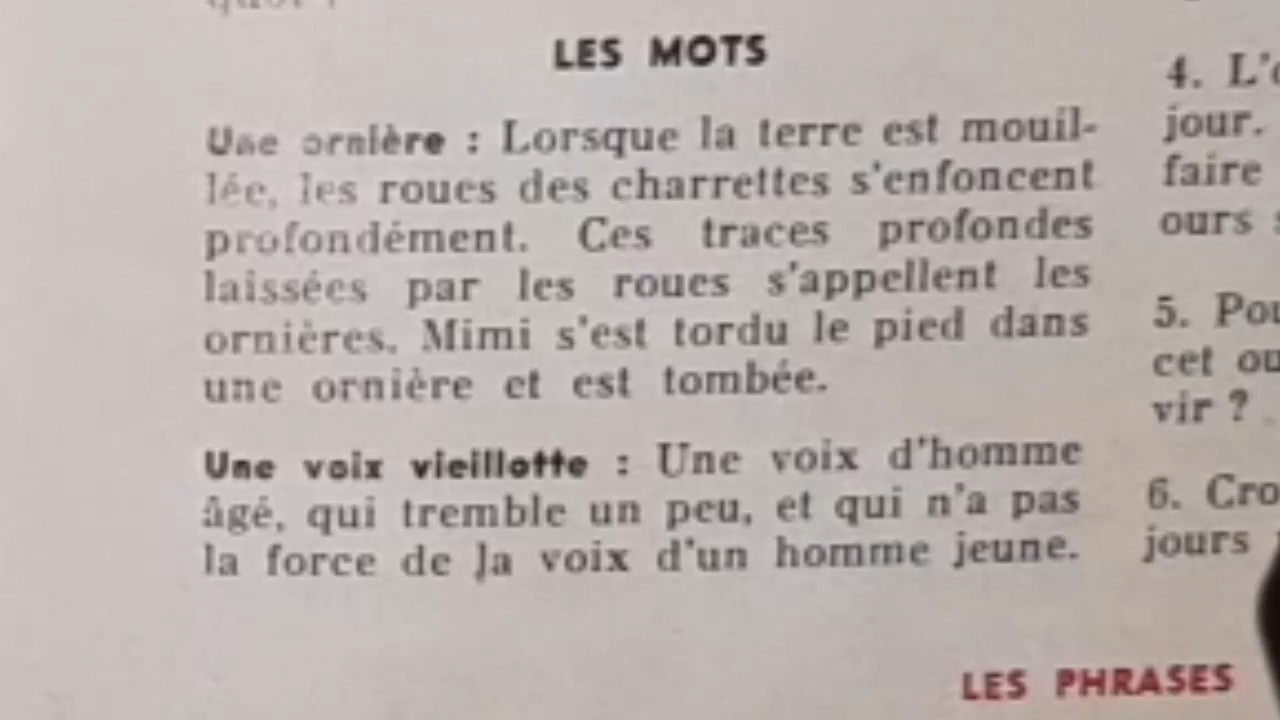 LES MOTS
Une ornière : Lorsque la terre est mouil-
lée, les roues des charrettes s'enfoncent
profondément. Ces traces profondes
laissées par les roues s'appellent les
ornières. Mimi s'est tordu le pied dans
une ornière et est tombée.
Une voix vieillotte : Une voix d'homme
âgé, qui tremble un peu, et qui n'a pas
la force de la voix d'un homme jeune.
4.
jour.
faire
ours
5.
cet
vir ?
6.
jours
LES PHRASES